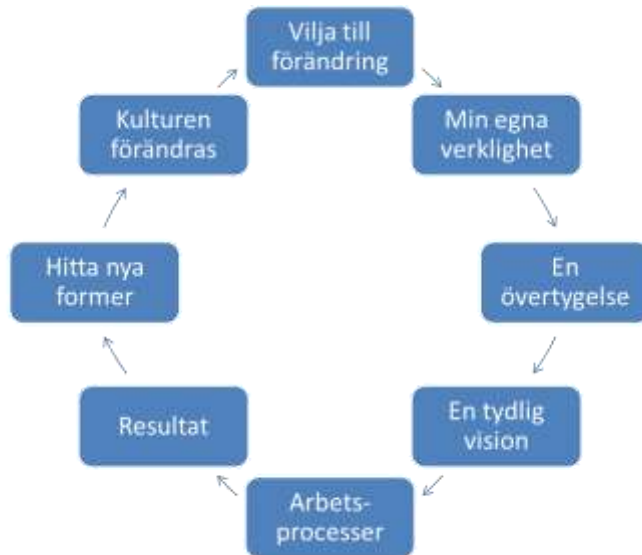 Vilja till
förändring
Min egna
verklighet
En
övertygelse
En tydlig
vision
Arbets-
processer
Resultat
Hitta nya
former
Kulturen
förändras